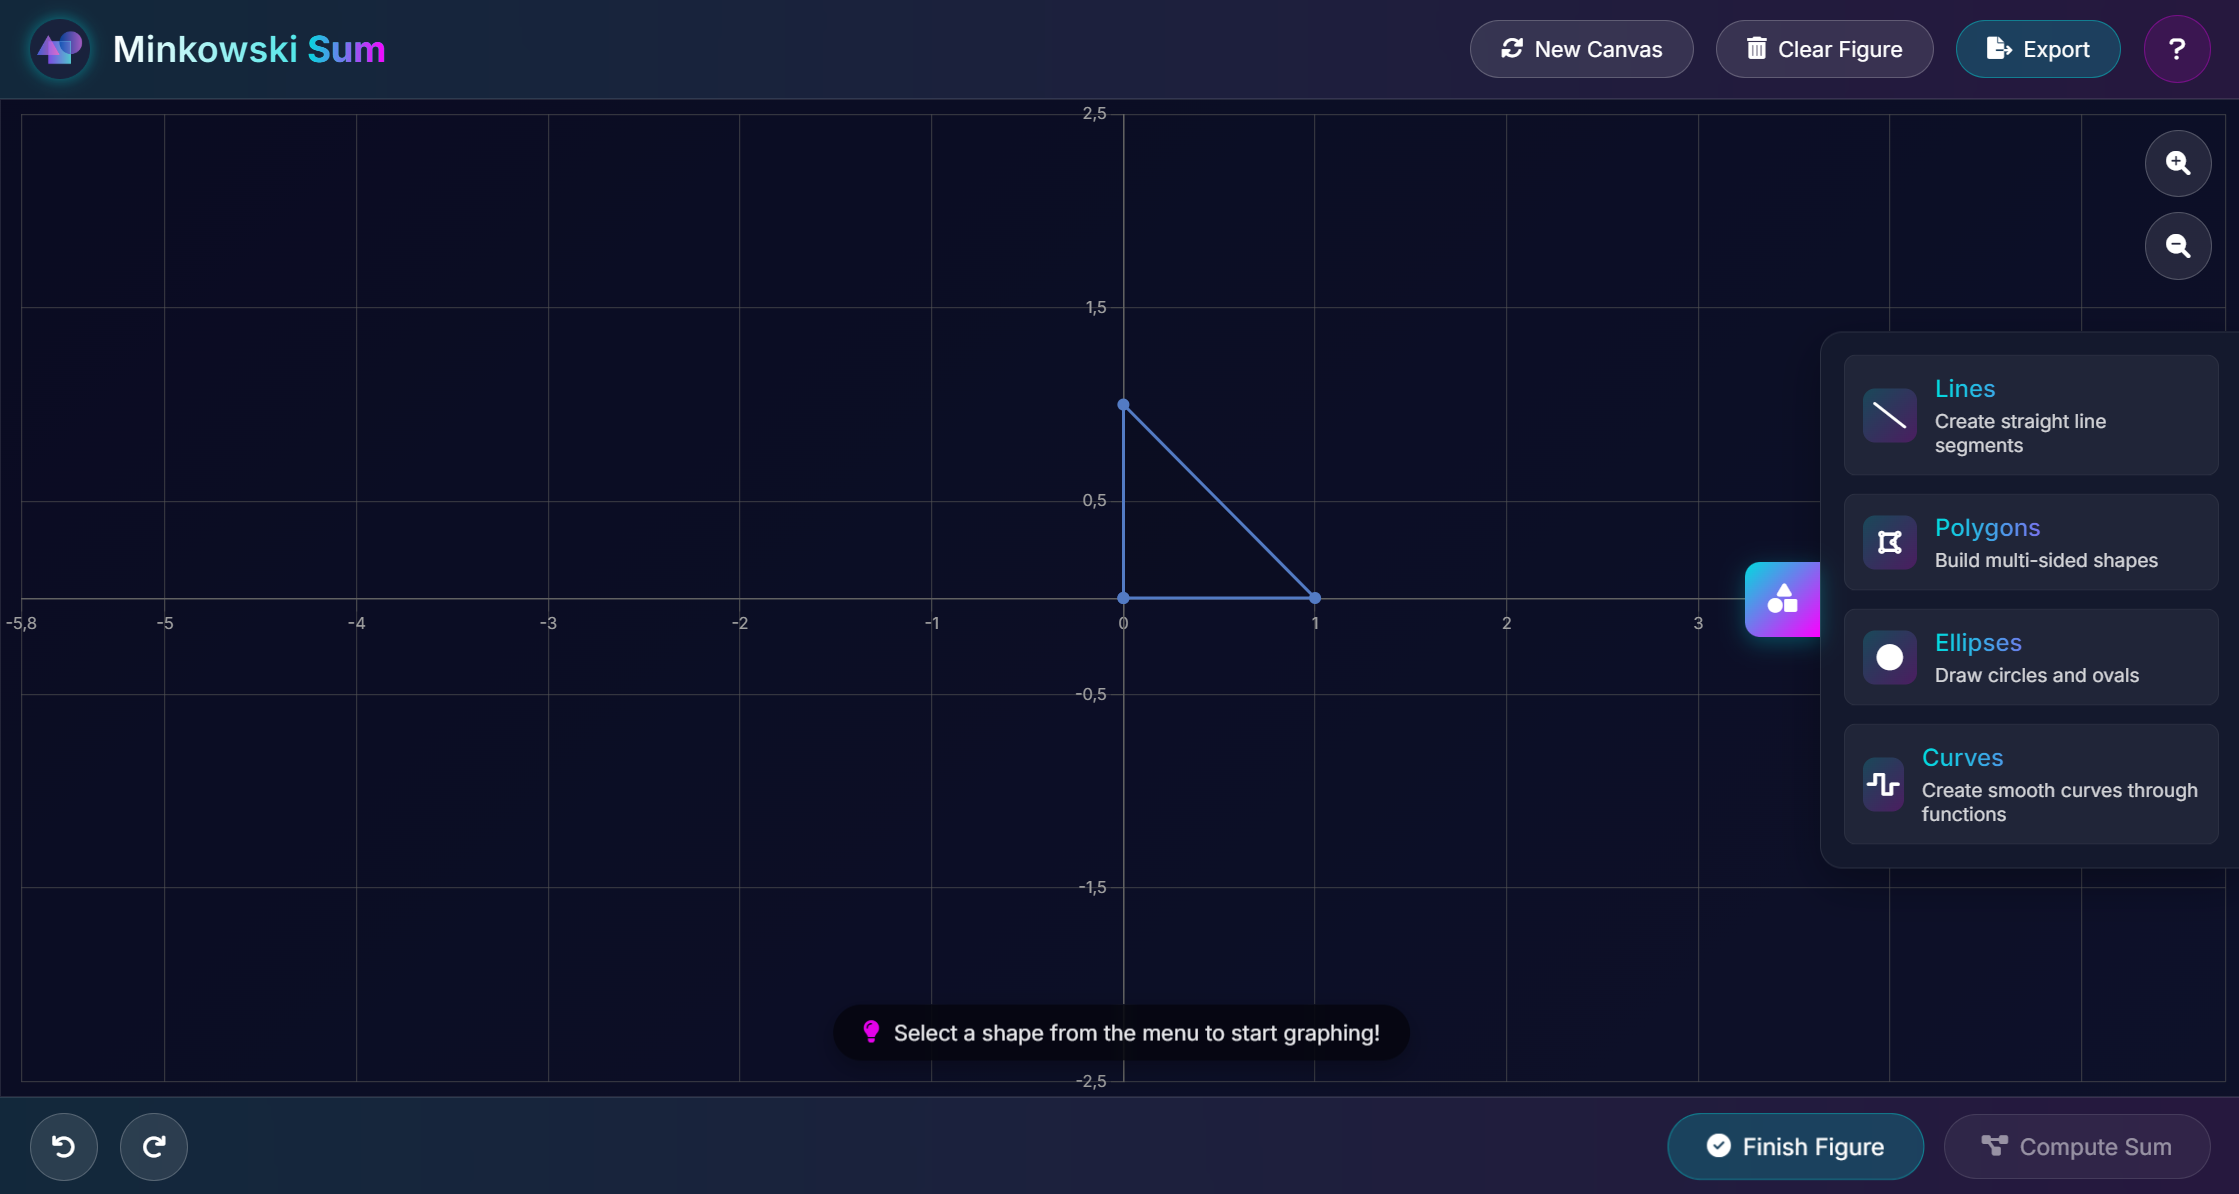 Minkowski Sum
New Canvas
Clear Figure
Export
?
2,5
1,5
0,5
-5,8
-5
-4
-3
-2
-1
0
1
2
3
-0,5
-1,5
-2,5
Lines
Create straight line
segments
Polygons
Build multi-sided shapes
Ellipses
Draw circles and ovals
Curves
Create smooth curves through
functions
Select a shape from the menu to start graphing!
Finish Figure
Compute Sum